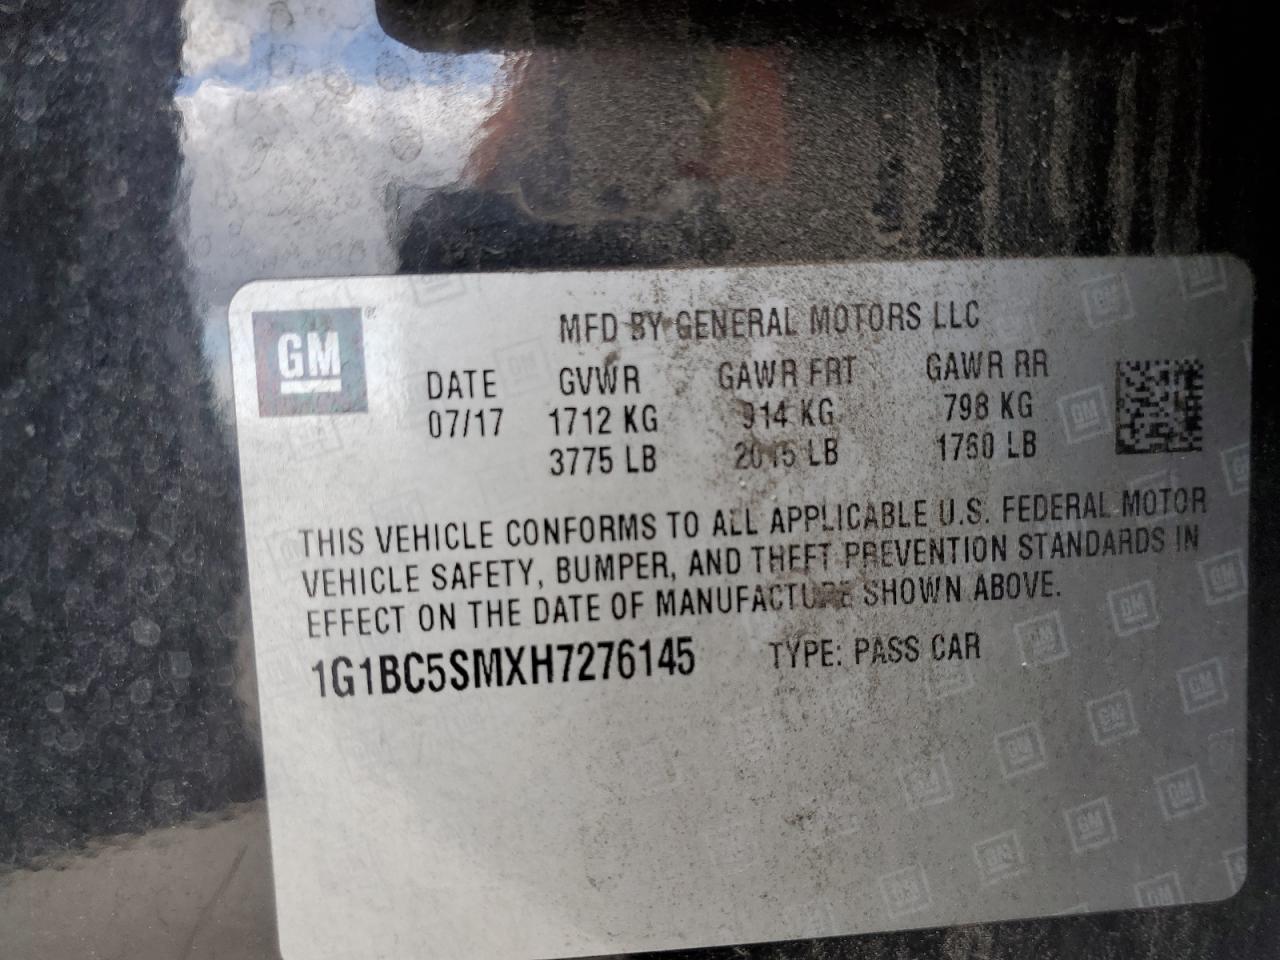 GM
MFD BY GENERAL MOTORS LLC
DATE GVWR GAWR FRT GAWR RR
07/17 1712 KG 914 KG 798 KG
3775 LB 2015 LB 1760 LB
THIS VEHICLE CONFORMS TO ALL APPLICABLE U.S. FEDERAL MOTOR
VEHICLE SAFETY, BUMPER, AND THEFT PREVENTION STANDARDS IN
EFFECT ON THE DATE OF MANUFACTURE SHOWN ABOVE.
1G1BC5SMXH7276145 TYPE: PASS CAR